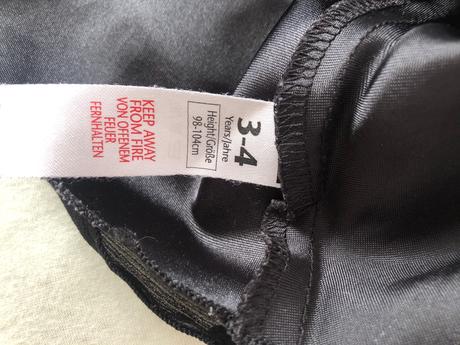 3-4
Years/Jahre
Height/Größe
98-104cm
KEEP AWAY
FROM FIRE
VON OFFENEM
FEUER
FERNHALTEN